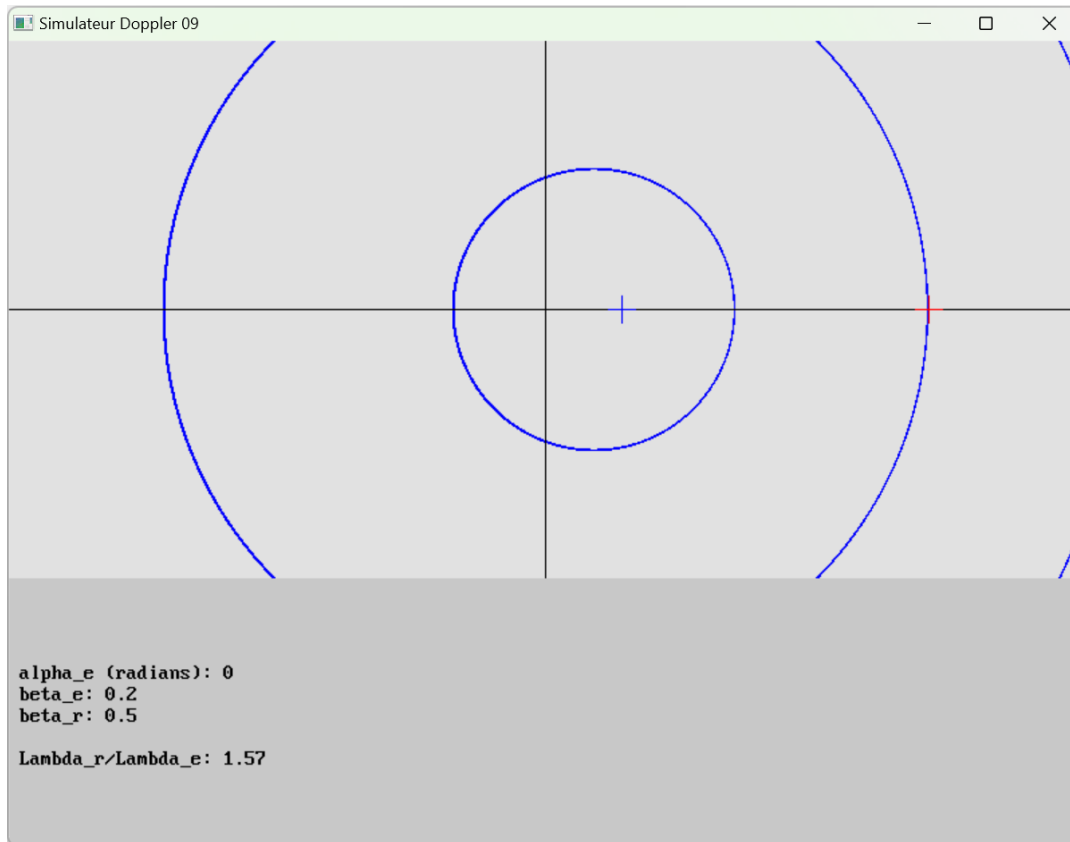 Simulateur Doppler 09
alpha_e (radians): 0
beta_e: 0.2
beta_r: 0.5
Lambda_r/Lambda_e: 1.57